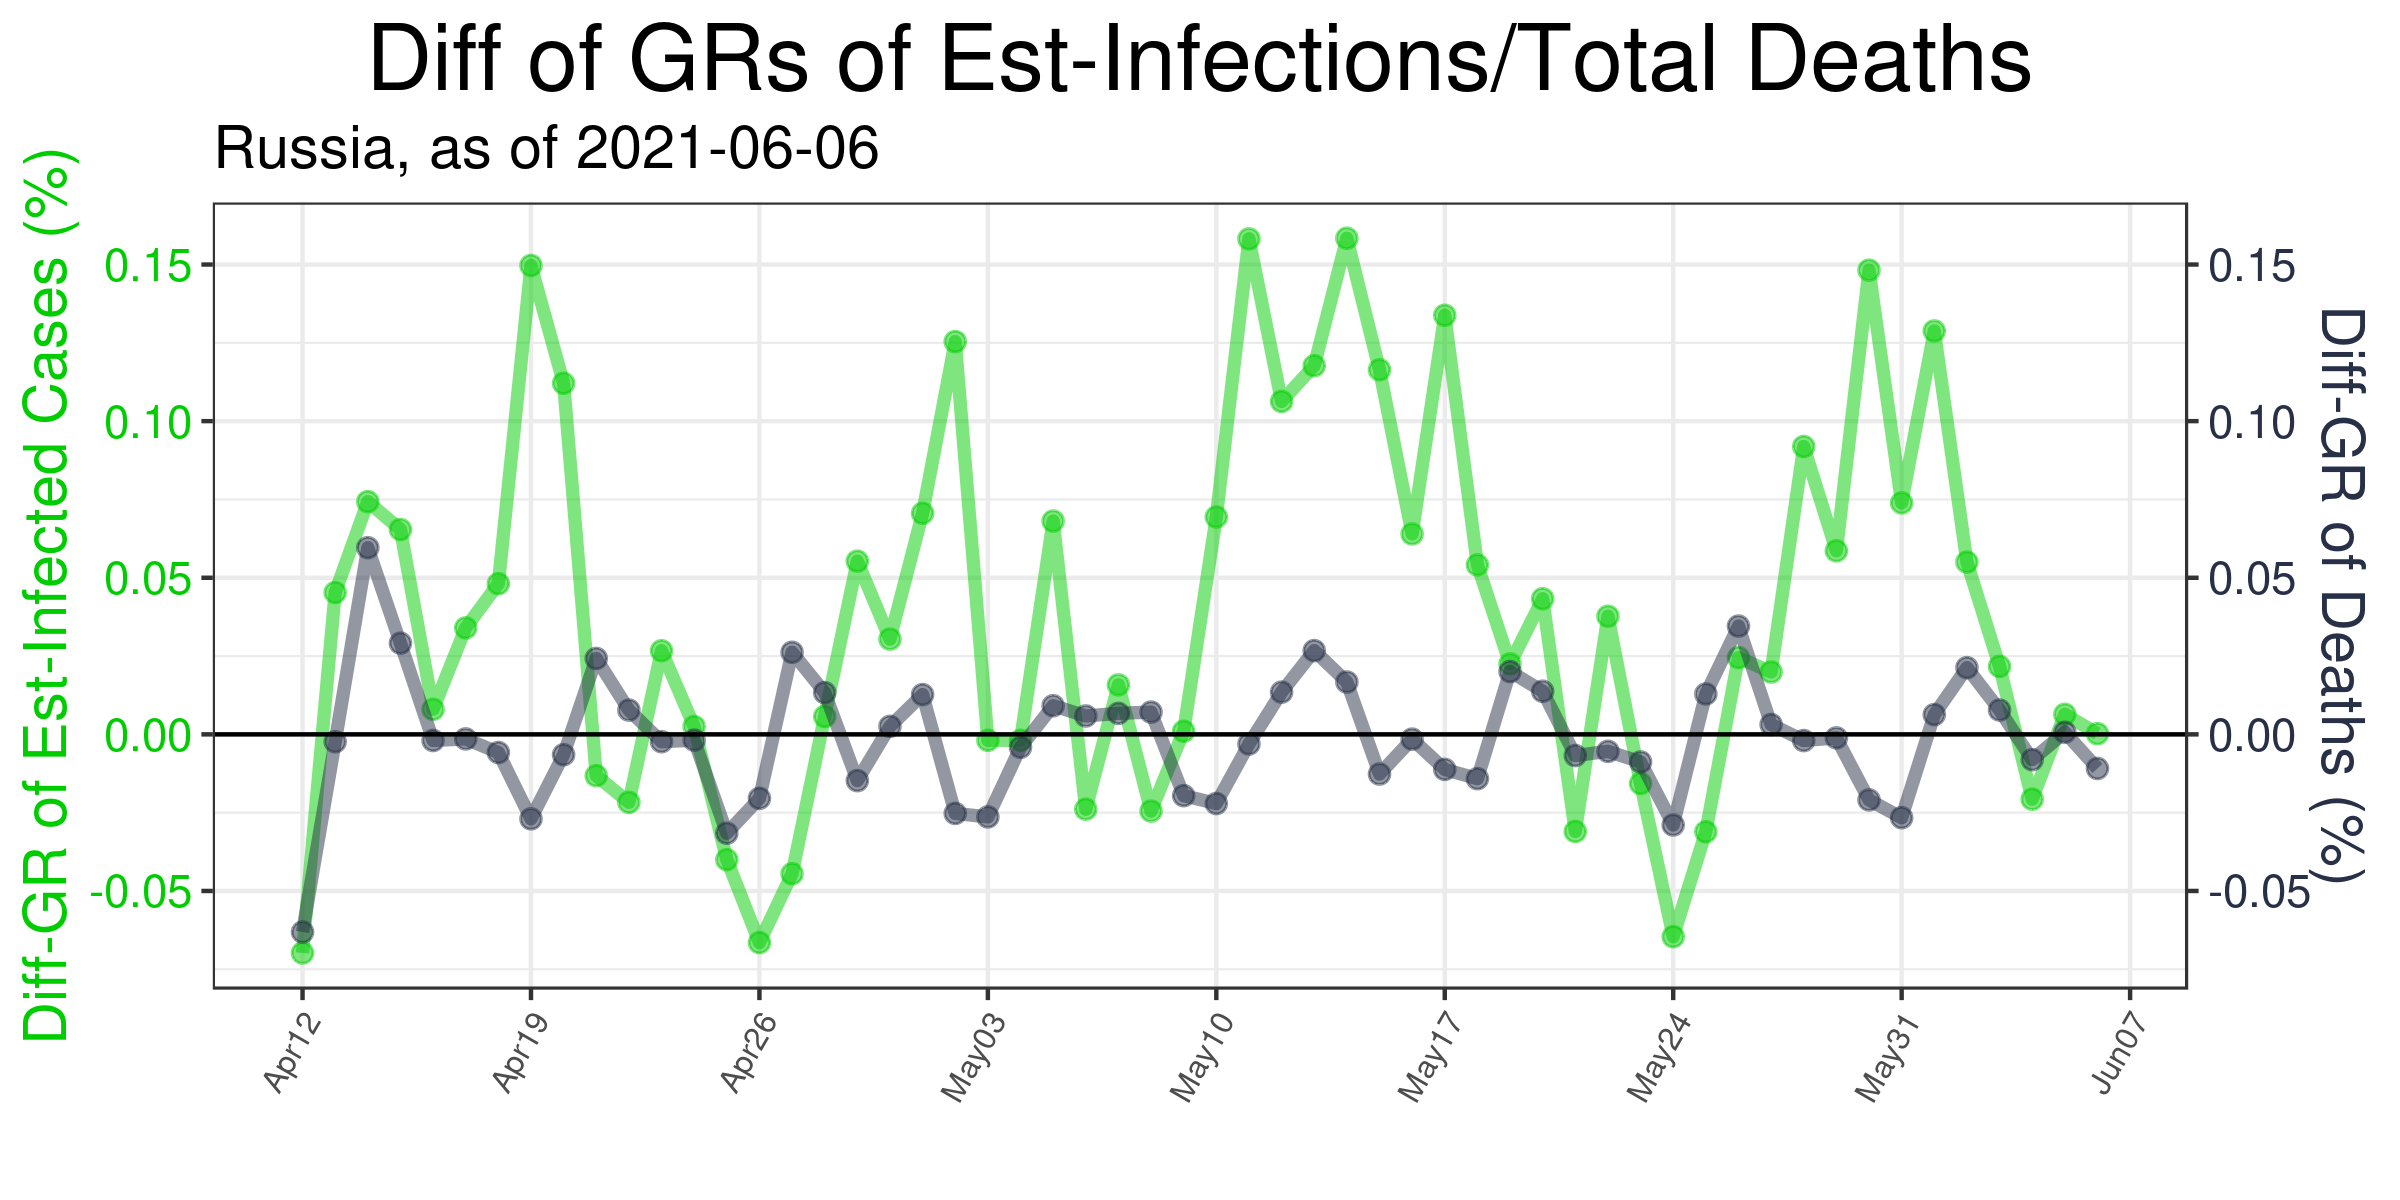 Diff of GRs of Est-Infections/Total Deaths
Russia, as of 2021-06-06
Diff-GR of Est-Infected Cases (%)
0.15
0.10
0.05
0.00
-0.05
0.15
0.10
0.05
0.00
-0.05
Diff-GR of Deaths (%)
Apr12
Apr19
Apr26
May03
May10
May17
May24
May31
Jun07